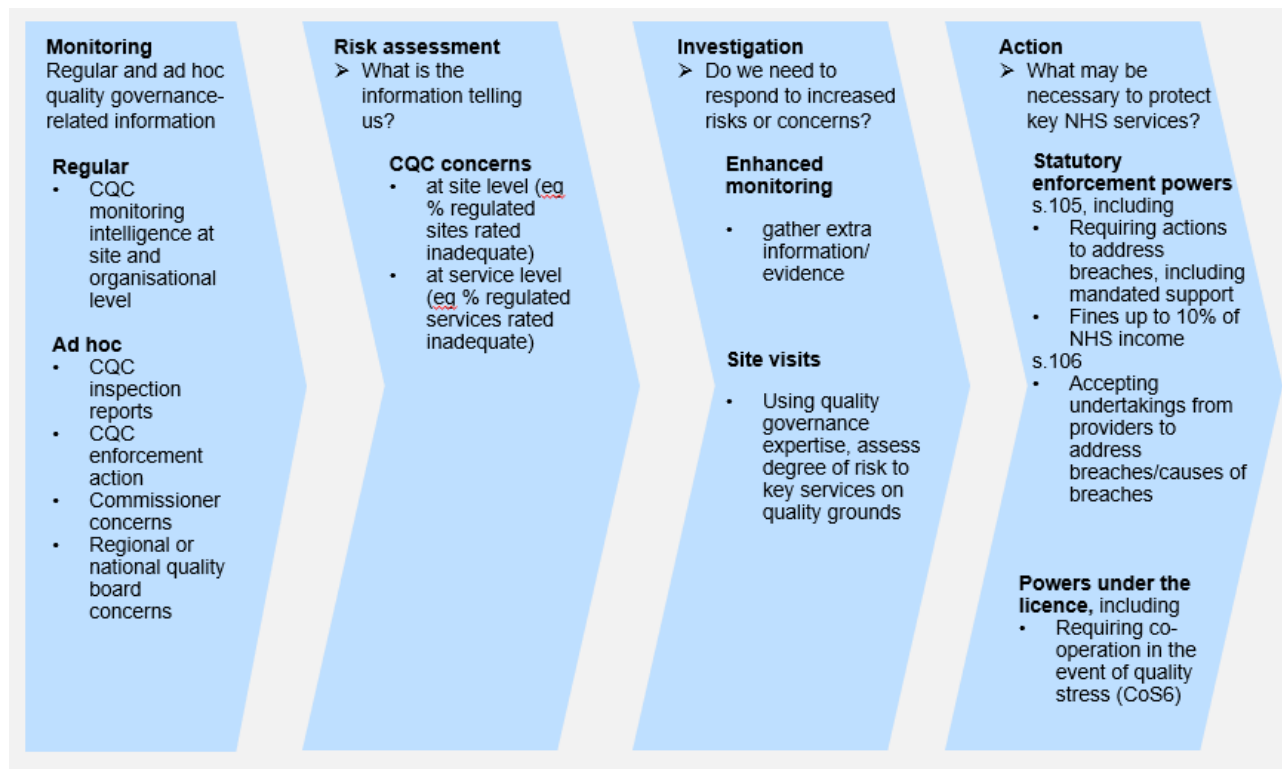 Monitoring
Regular and ad hoc
quality governance-
related information
Regular
• CQC
monitoring
intelligence at
site and
organisational
level
Ad hoc
• CQC
inspection
reports
• CQC
enforcement
action
• Commissioner
concerns
• Regional or
national quality
board
concerns
Risk assessment
➢ What is the
information telling
us?
CQC concerns
• at site level (eg
% regulated
sites rated
inadequate)
• at service level
(eg % regulated
services rated
inadequate)
Investigation
➢ Do we need to
respond to increased
risks or concerns?
Enhanced
monitoring
• gather extra
information/
evidence
Site visits
• Using quality
governance
expertise, assess
degree of risk to
key services on
quality grounds
Action
➢ What may be
necessary to protect
key NHS services?
Statutory
enforcement powers
s.105, including
• Requiring actions
to address
breaches, including
mandated support
• Fines up to 10% of
NHS income
s.106
• Accepting
undertakings from
providers to
address
breaches/causes of
breaches
Powers under the
licence, including
• Requiring co-
operation in the
event of quality
stress (CoS6)